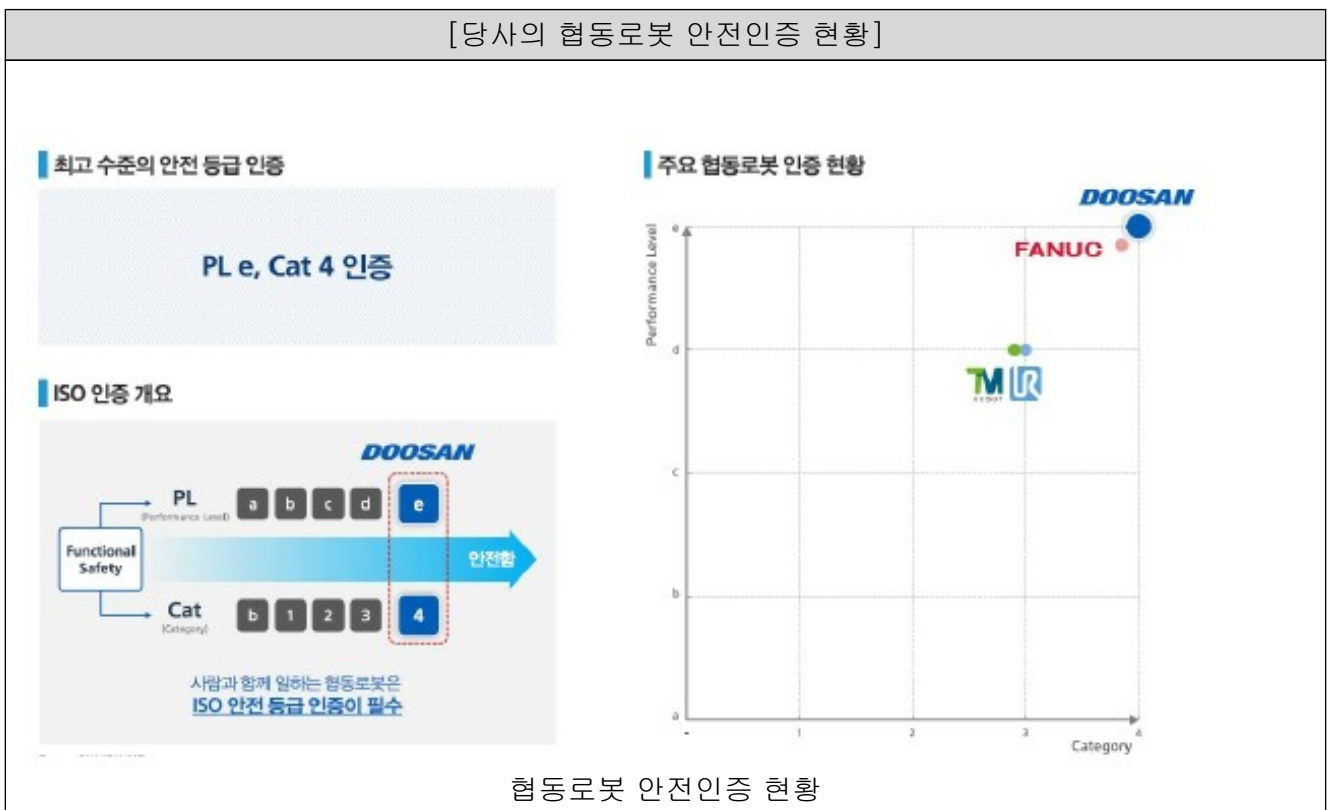 [당사의 협동로봇 안전인증 현황]
최고 수준의 안전 등급 인증
PL e, Cat 4 인증
ISO 인증 개요
DOOSAN
PL
(Performance Level)
a b c d e
Functional
Safety
안전함
Cat
(Category)
b 1 2 3 4
사람과 함께 일하는 협동로봇은
ISO 안전 등급 인증이 필수
주요 협동로봇 인증 현황
DOOSAN
FANUC
TM UR
ROBOT
Performance Level
e
d
c
b
a
- 1 2 3 4
Category
협동로봇 안전인증 현황